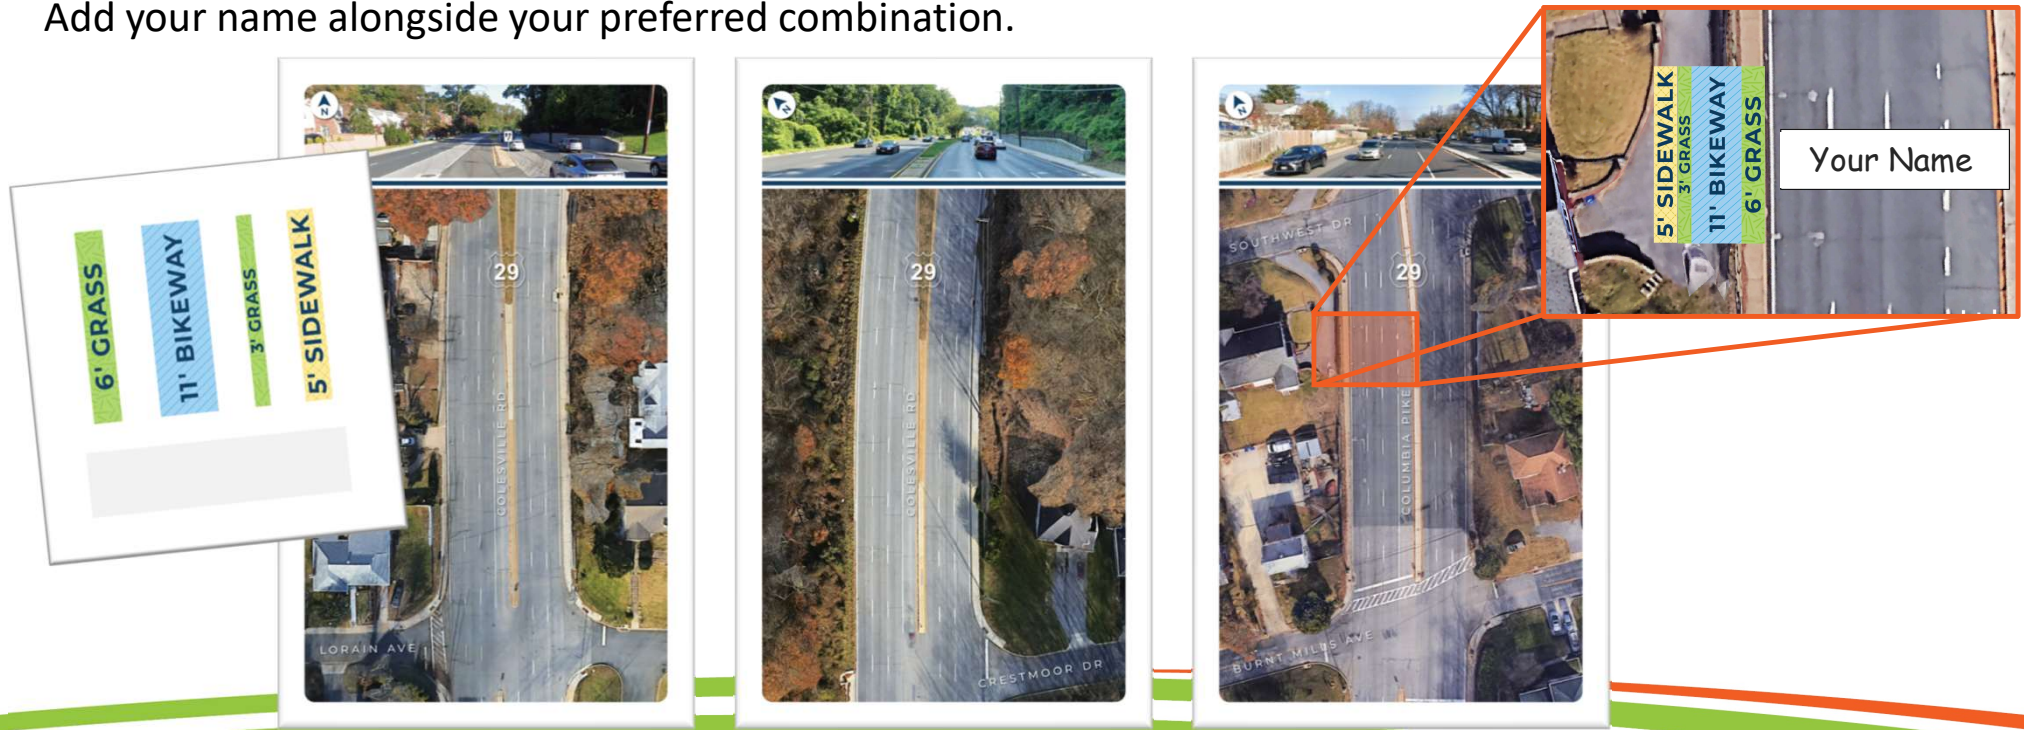 Add your name alongside your preferred combination.
6' GRASS
11' BIKEWAY
3' GRASS
5' SIDEWALK
N
29
COLESVILLE RD
LORAIN AVE
N
29
COLESVILLE RD
CRESTMOOR DR
N
SOUTHWEST DR
29
COLUMBIA PIKE
BURNT MILLS AVE
5' SIDEWALK
3' GRASS
11' BIKEWAY
6' GRASS
Your Name